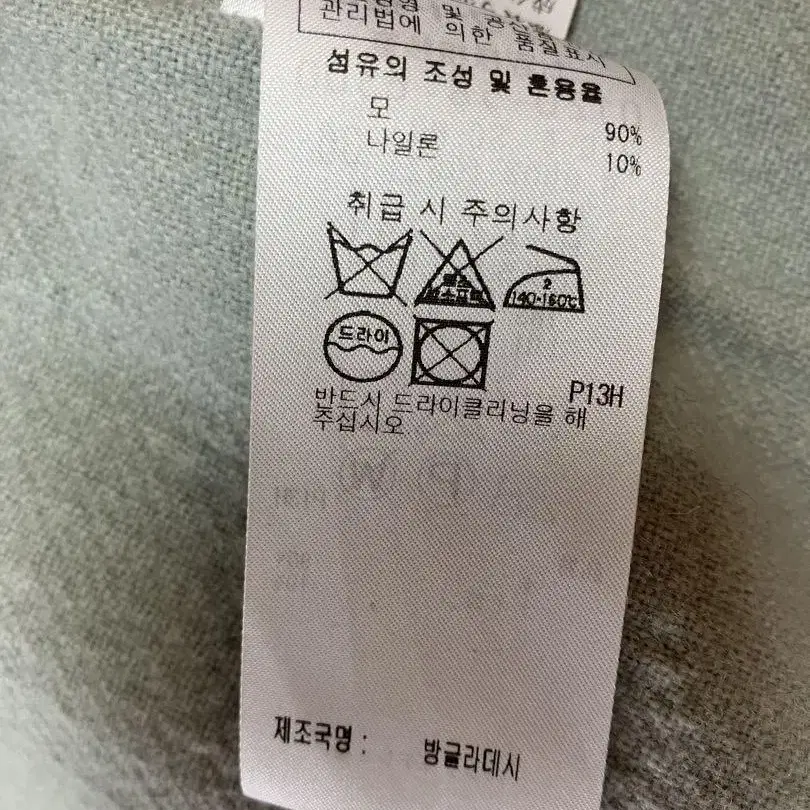 관리법에 의한 품질표시
섬유의 조성 및 혼용율
모 90%
나일론 10%
취급 시 주의사항
2
140-160℃
드라이
P13H
반드시 드라이클리닝을 해
주십시오
제조국명 : 방글라데시